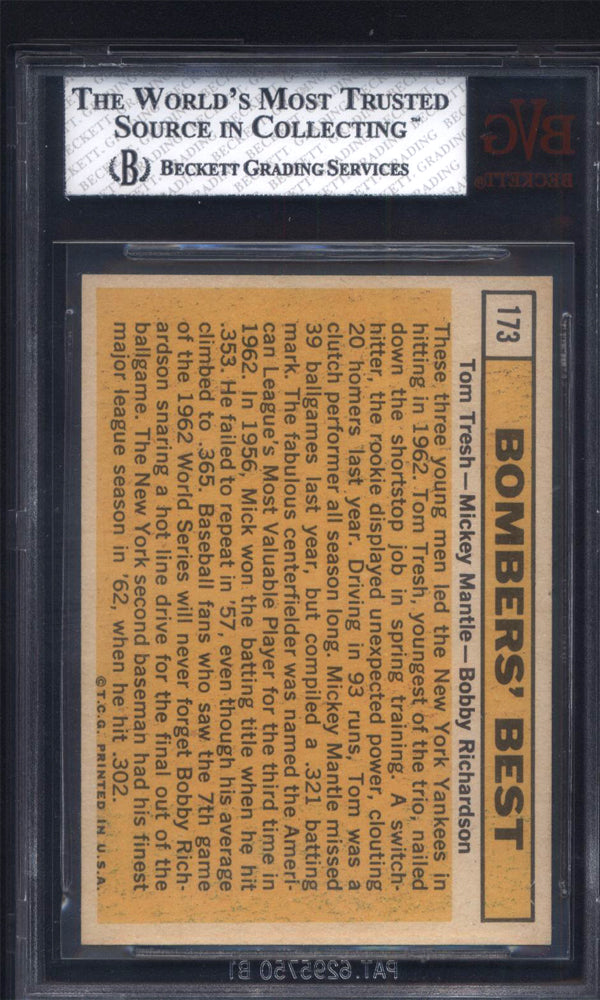 THE WORLD'S MOST TRUSTED
SOURCE IN COLLECTING™
(B) BECKETT GRADING SERVICES
BVG
BECKETT®
173
BOMBERS' BEST
Tom Tresh—Mickey Mantle—Bobby Richardson
These three young men led the New York Yankees in
hitting in 1962. Tom Tresh, youngest of the trio, nailed
down the shortstop job in spring training. A switch-
hitter, the rookie displayed unexpected power, clouting
20 homers last year. Driving in 93 runs, Tom was a
clutch performer all season long. Mickey Mantle missed
39 ballgames last year, but compiled a .321 batting
mark. The fabulous centerfielder was named the Ameri-
can League's Most Valuable Player for the third time in
1962. In 1956, Mick won the batting title when he hit
.353. He failed to repeat in '57, even though his average
climbed to .365. Baseball fans who saw the 7th game
of the 1962 World Series will never forget Bobby Rich-
ardson snaring a hot line drive for the final out of the
ballgame. The New York second baseman had his finest
major league season in '62, when he hit .302.
©T.C.G. PRINTED IN U.S.A.
PAT.6295750 B1